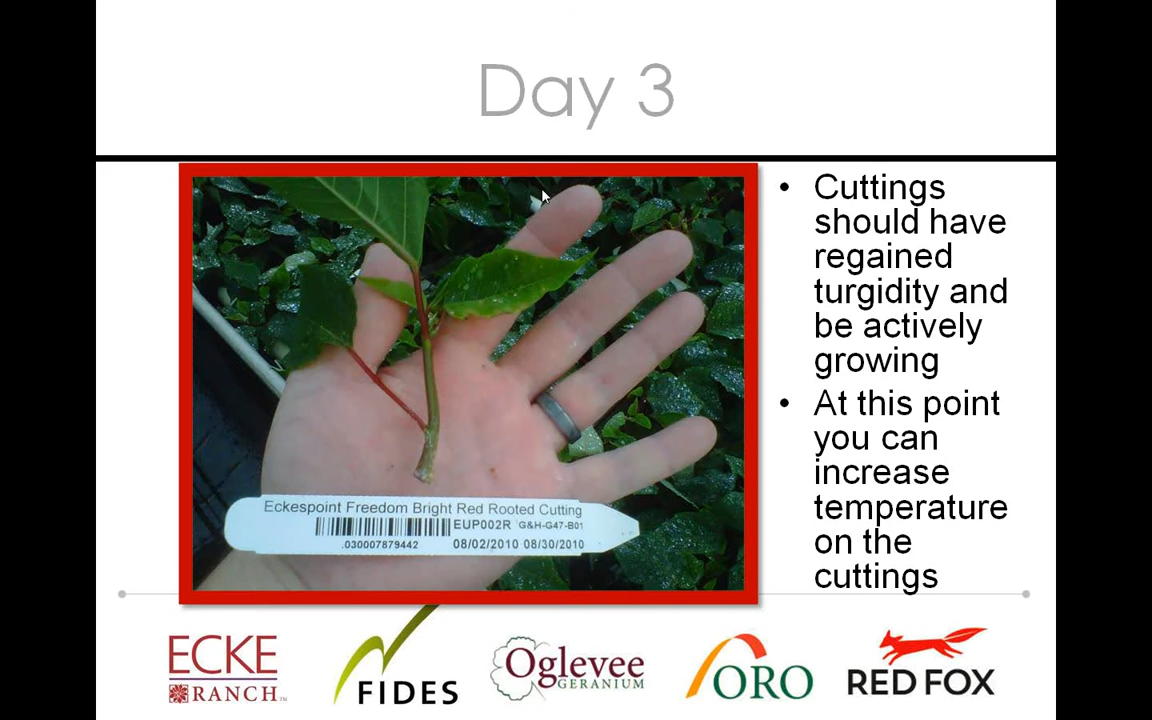 Day 3
• Cuttings
should have
regained
turgidity and
be actively
growing
• At this point
you can
increase
temperature
on the
cuttings
Eckespoint Freedom Bright Red Rooted Cutting
EUP002R G&H-G47-B01
.030007879442 08/02/2010 08/30/2010
ECKE
RANCH™
FIDES
Oglevee
GERANIUM
ORO
RED FOX